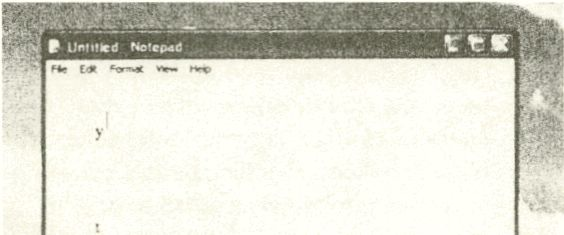 Untitled Notepad
File Edit Format View Help
y
t